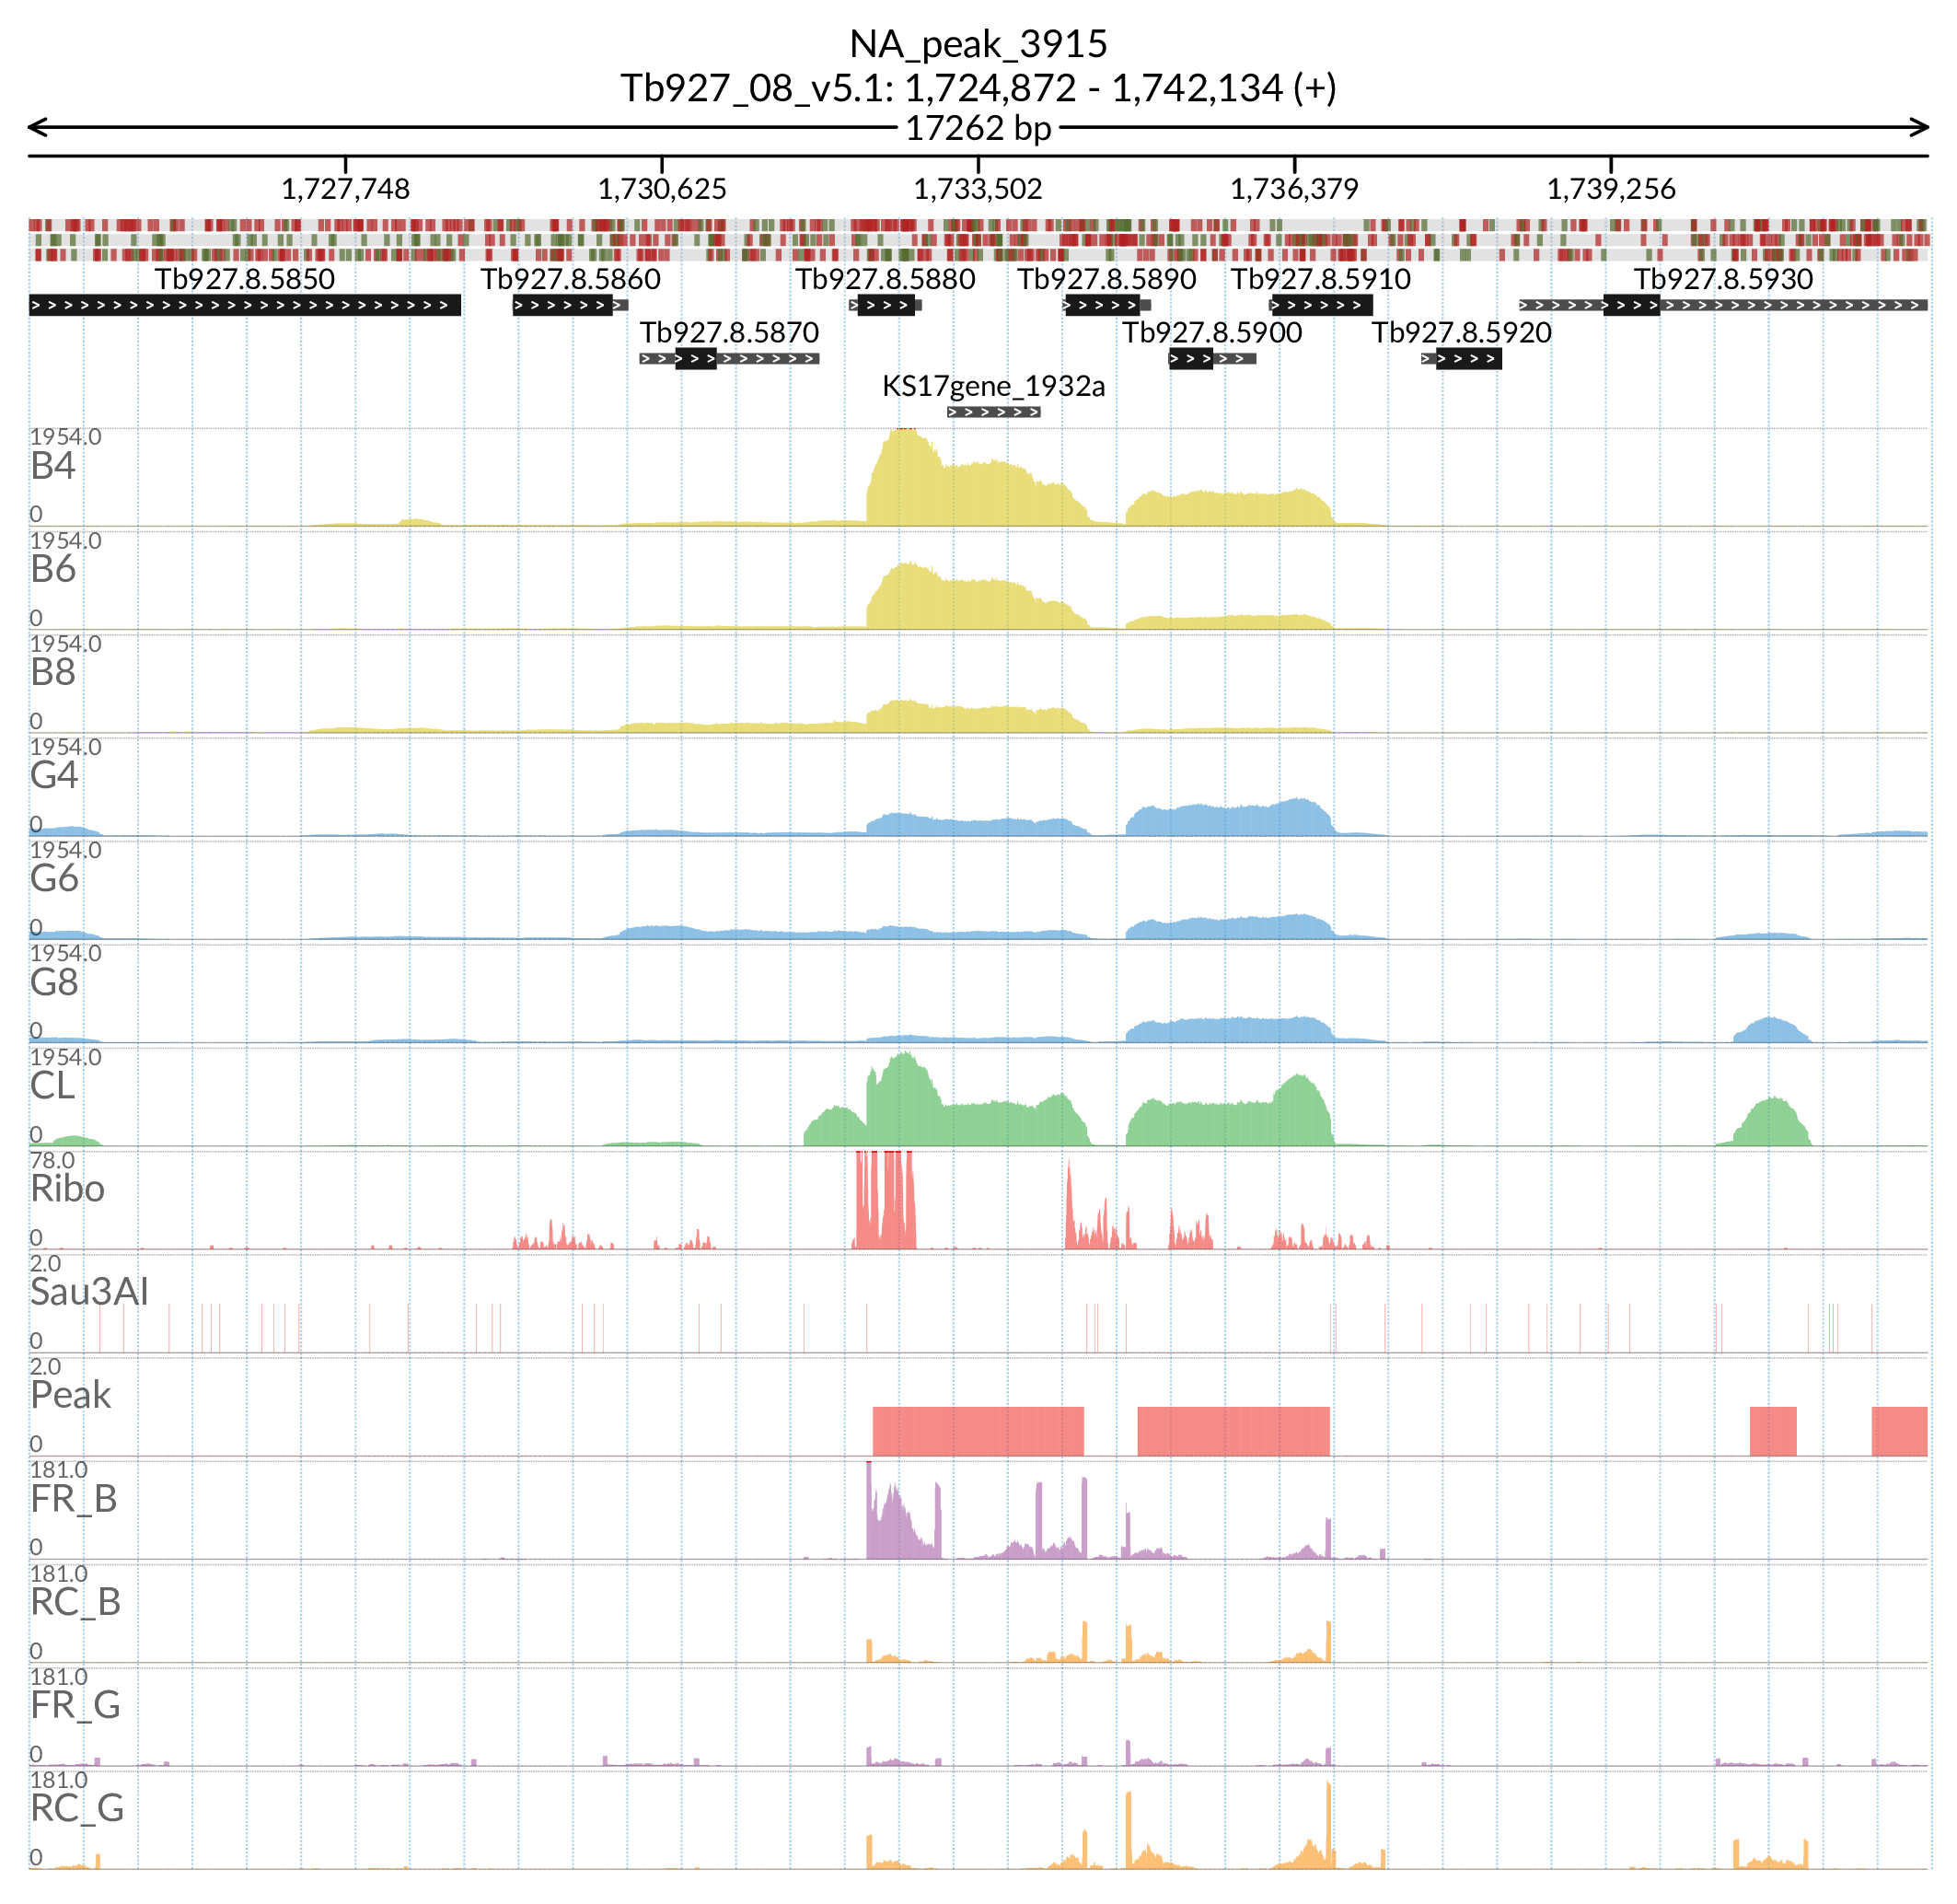 NA_peak_3915
Tb927_08_v5.1: 1,724,872 - 1,742,134 (+)
17262 bp
1,727,748 1,730,625 1,733,502 1,736,379 1,739,256
Tb927.8.5850 Tb927.8.5860 Tb927.8.5880 Tb927.8.5890 Tb927.8.5910 Tb927.8.5930
Tb927.8.5870 Tb927.8.5900 Tb927.8.5920
KS17gene_1932a
1954.0
B4
0
1954.0
B6
0
1954.0
B8
0
1954.0
G4
0
1954.0
G6
0
1954.0
G8
0
1954.0
CL
0
78.0
Ribo
0
2.0
Sau3AI
0
2.0
Peak
0
181.0
FR_B
0
181.0
RC_B
0
181.0
FR_G
0
181.0
RC_G
0